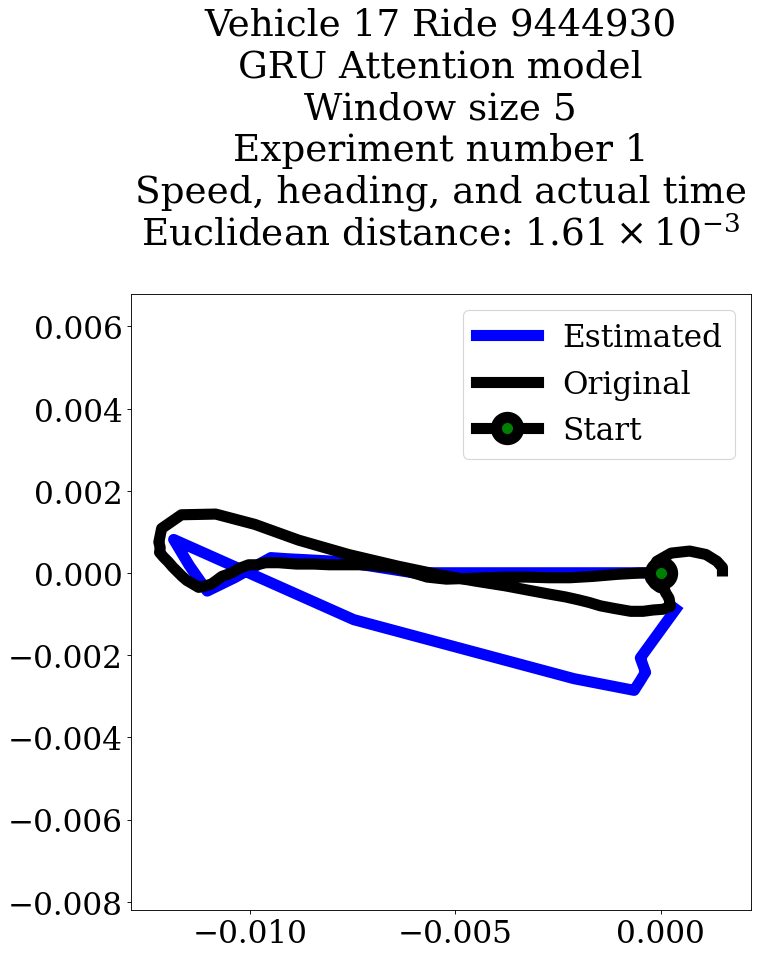 Vehicle 17 Ride 9444930
GRU Attention model
Window size 5
Experiment number 1
Speed, heading, and actual time
Euclidean distance: 1.61 × 10⁻³
Estimated
Original
Start
0.006
0.004
0.002
0.000
−0.002
−0.004
−0.006
−0.008
−0.010
−0.005
0.000